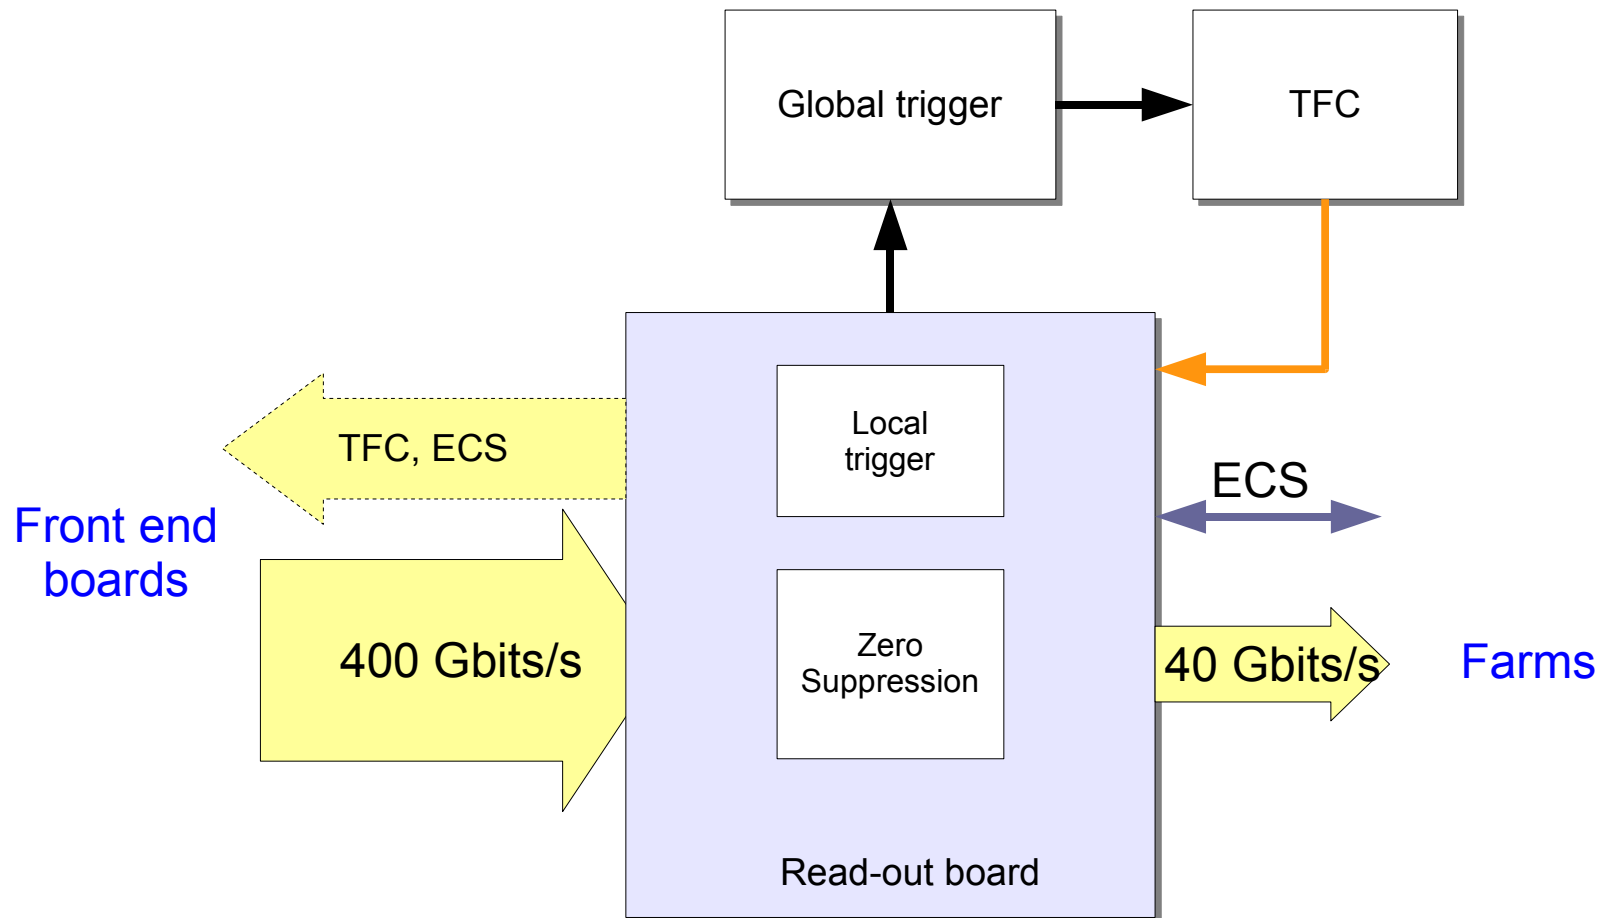 Global trigger
TFC
Local
trigger
TFC, ECS
ECS
Front end
boards
400 Gbits/s
Zero
Suppression
40 Gbits/s
Farms
Read-out board